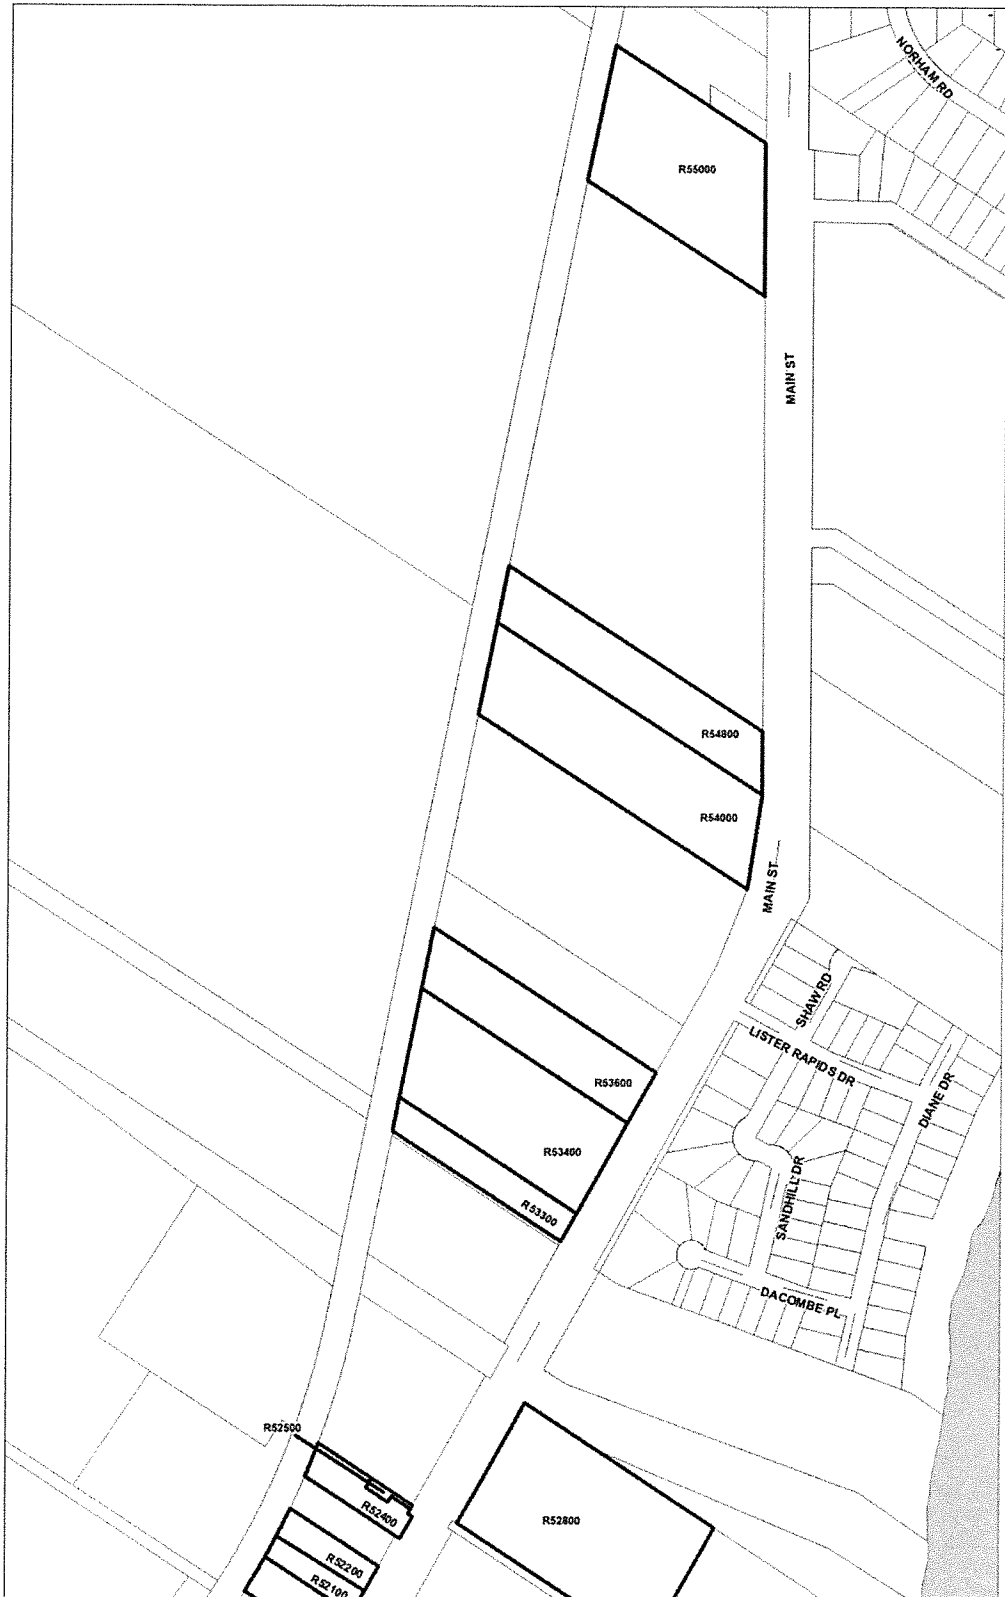 NORHAM RD
R55000
MAIN ST
R54800
R54000
MAIN ST
SHAW RD
LISTER RAPIDS DR
DIANE DR
R53600
R53400
SANDHILL DR
R53300
DACOMBE PL
R52500
R52400
R52800
R52200
R52100